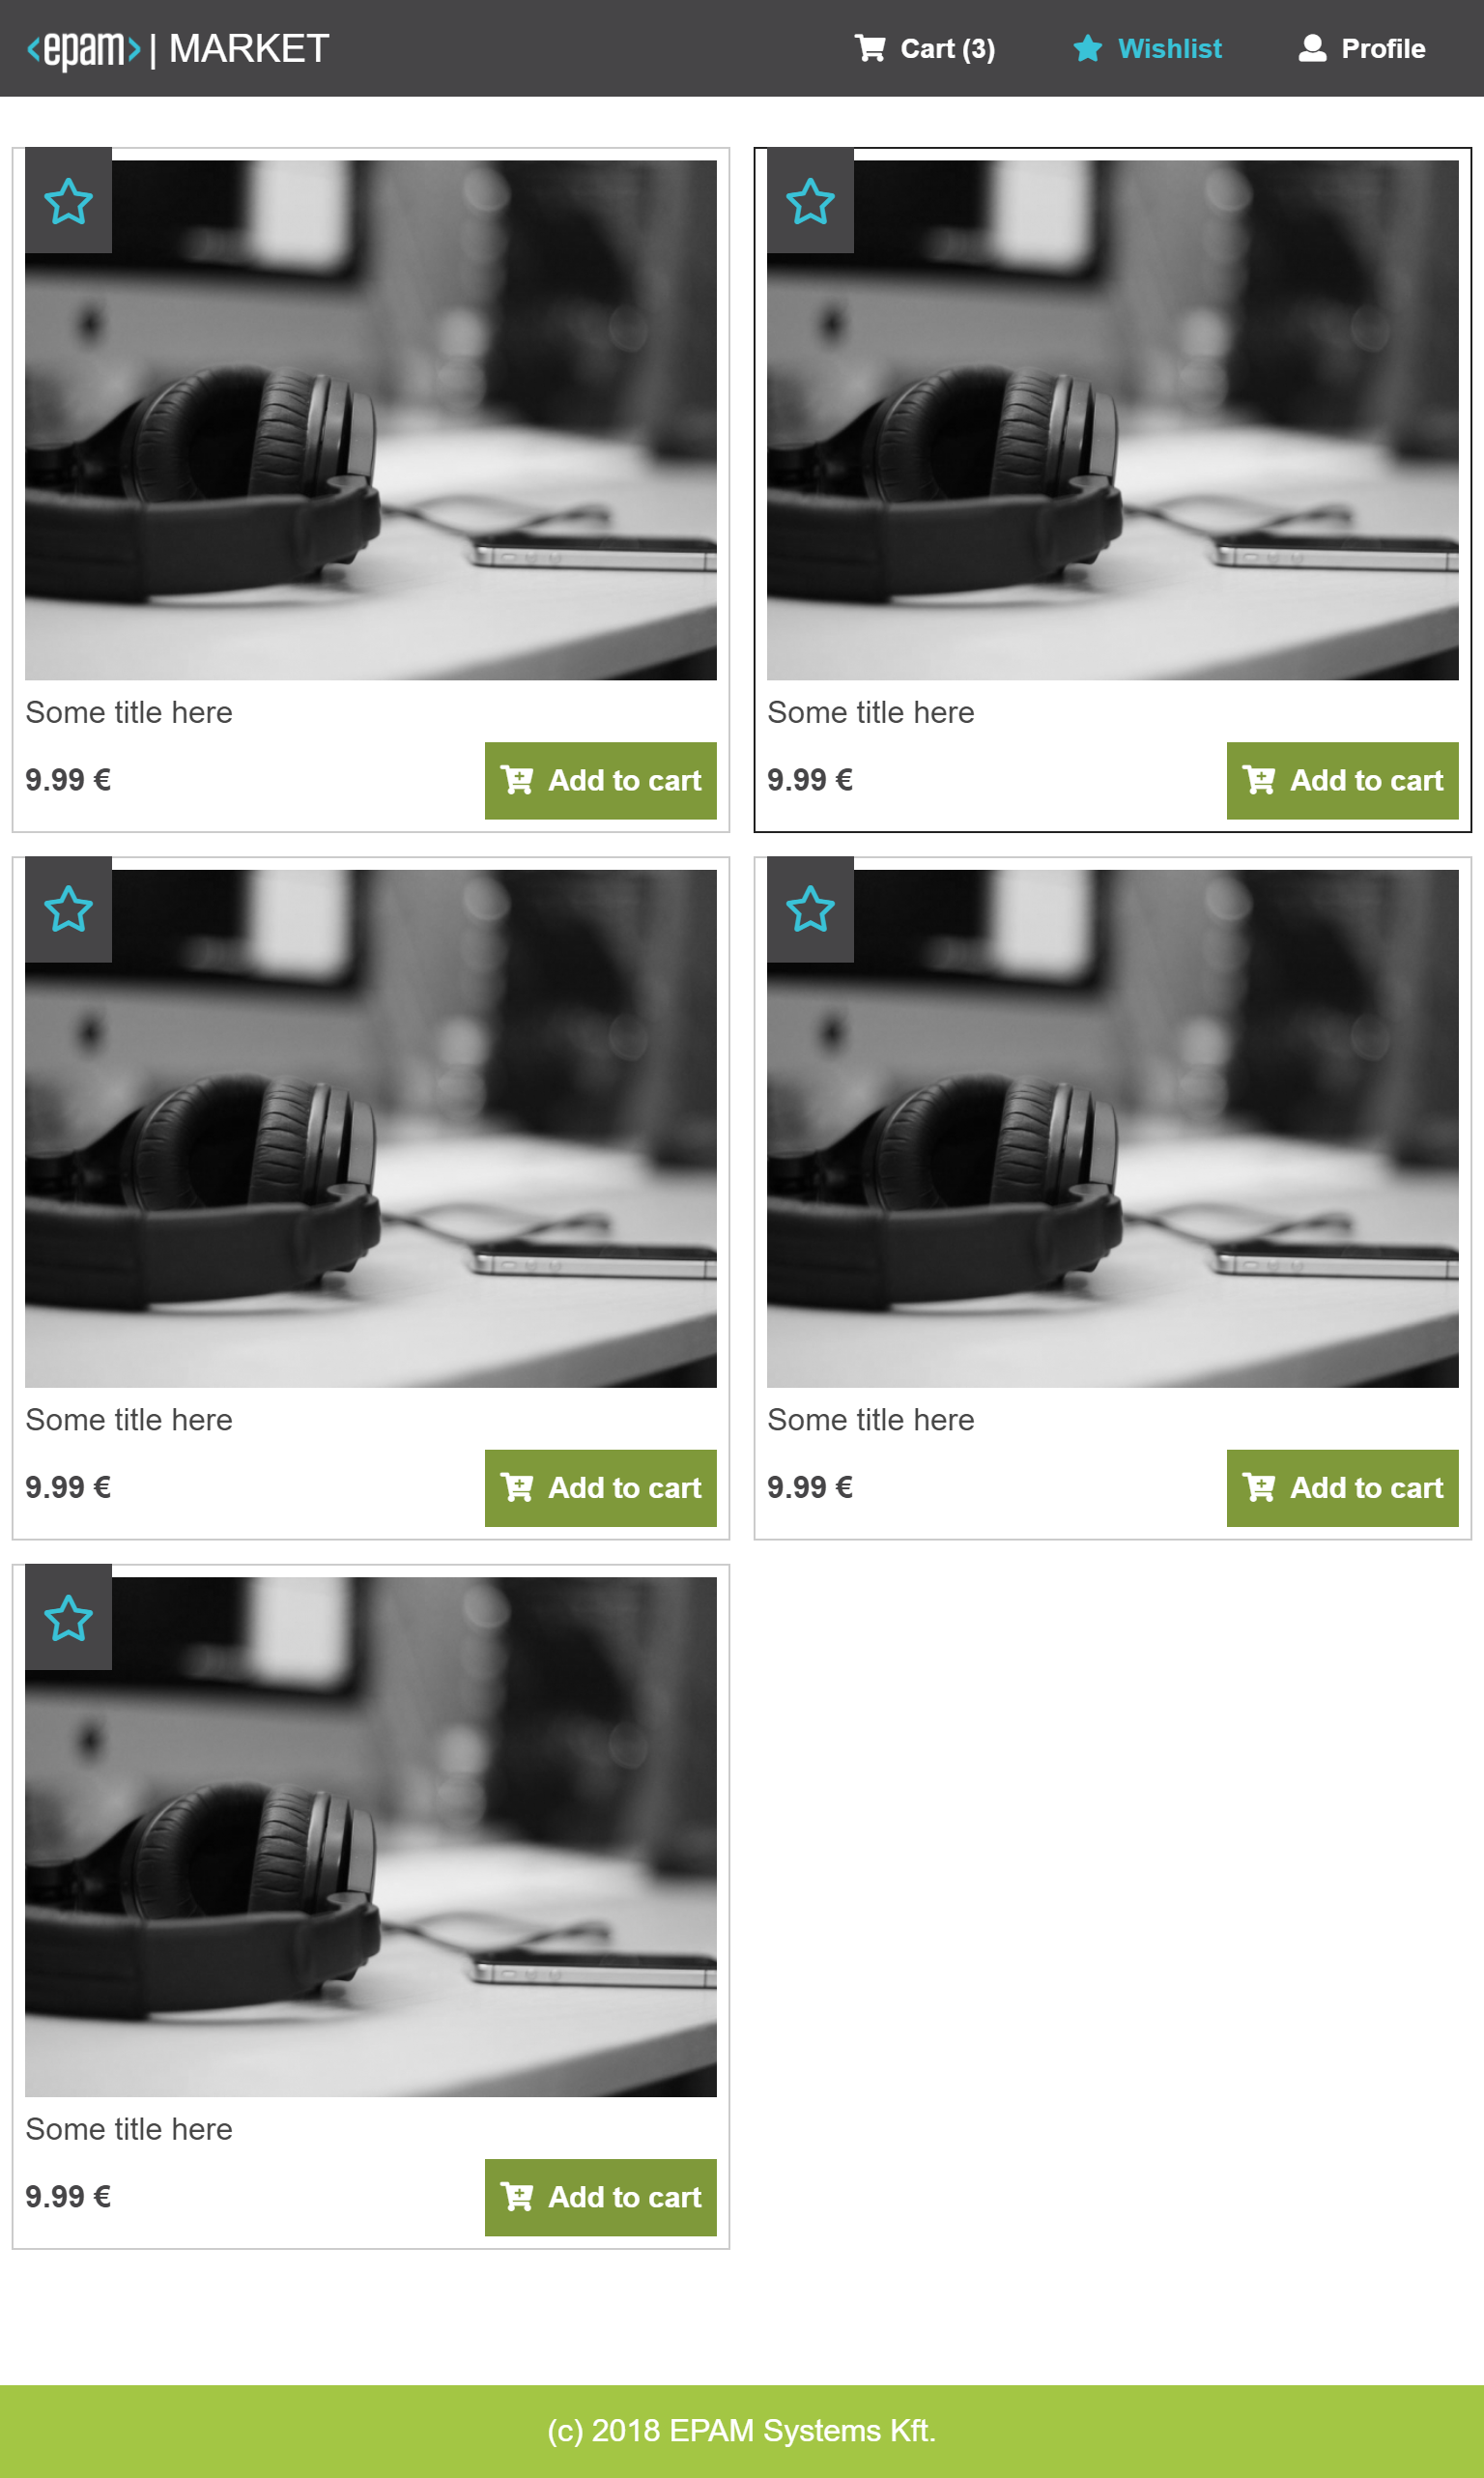 <epam> | MARKET
Cart (3)
Wishlist
Profile
Some title here
9.99 €
Add to cart
Some title here
9.99 €
Add to cart
Some title here
9.99 €
Add to cart
Some title here
9.99 €
Add to cart
Some title here
9.99 €
Add to cart
(c) 2018 EPAM Systems Kft.